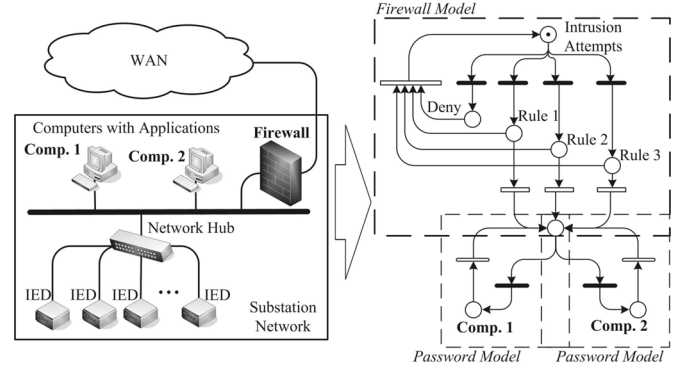 WAN
Computers with Applications
Comp. 1
Comp. 2
Firewall
Network Hub
IED
IED
IED
...
IED
Substation
Network
Firewall Model
Intrusion
Attempts
Deny
Rule 1
Rule 2
Rule 3
Comp. 1
Comp. 2
Password Model
Password Model